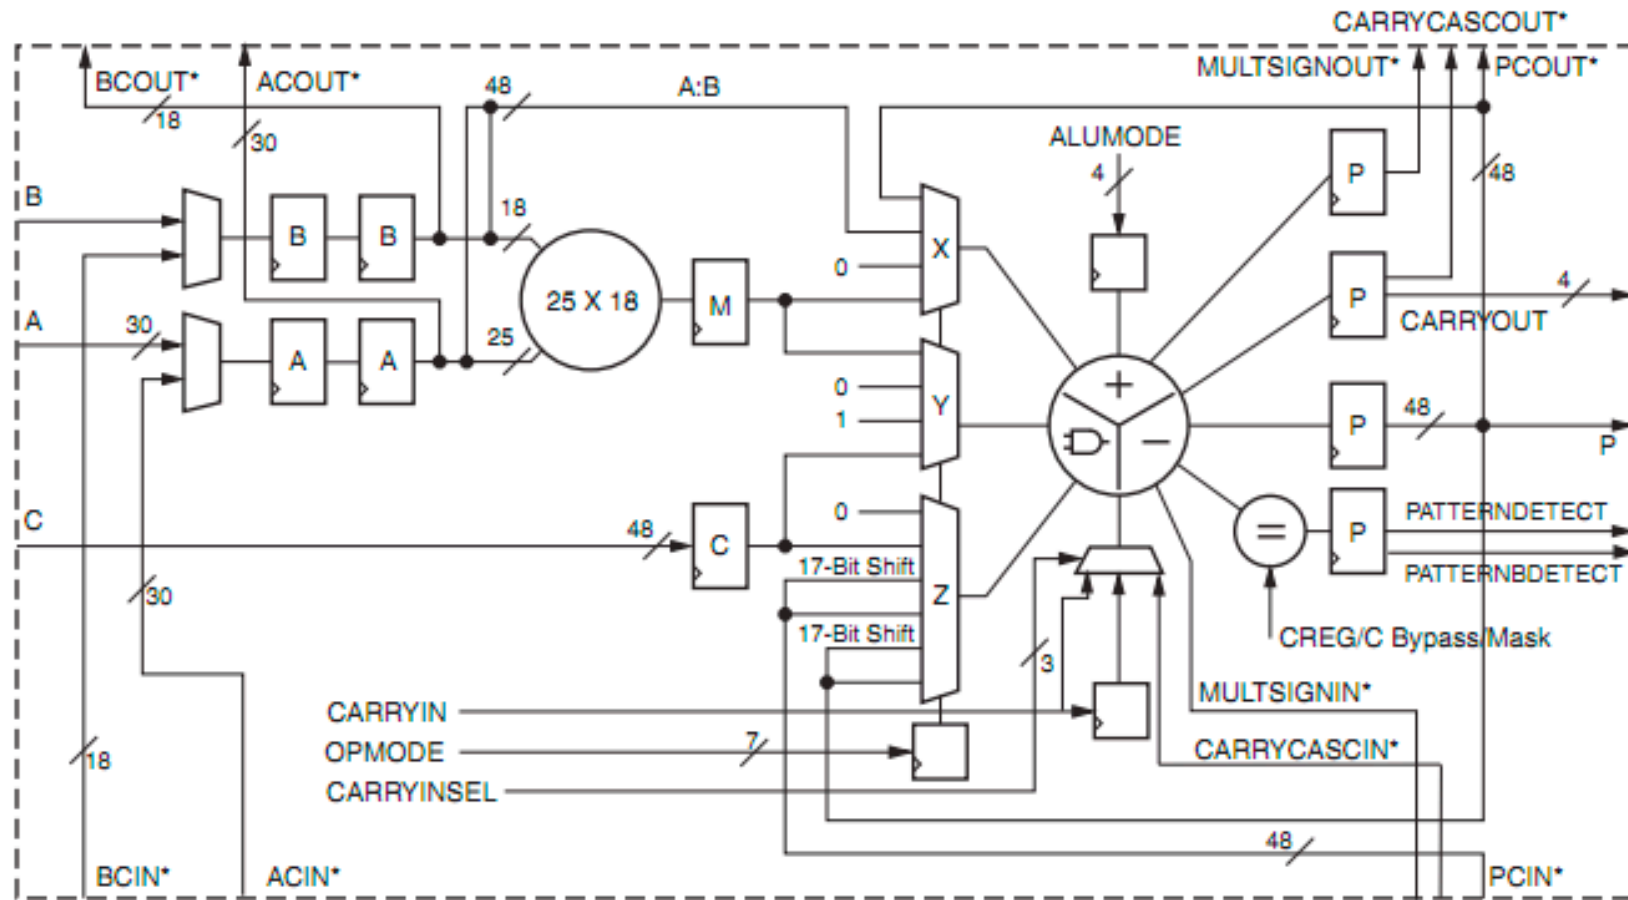 CARRYCASCOUT*
BCOUT* ACOUT* 48 A:B MULTSIGNOUT* PCOUT*
18 30 ALUMODE 4 48
B 18 B B P
X 0
25 X 18 M P 4
A 30 25 A A CARRYOUT
0 Y 1
+ − P 48 P
C 48 C 0
= P PATTERNDETECT
17-Bit Shift PATTERNBDETECT
30 Z
17-Bit Shift CREG/C Bypass/Mask
3
MULTSIGNIN*
CARRYIN
OPMODE 7 CARRYCASCIN*
18
CARRYINSEL
48
BCIN* ACIN* PCIN*